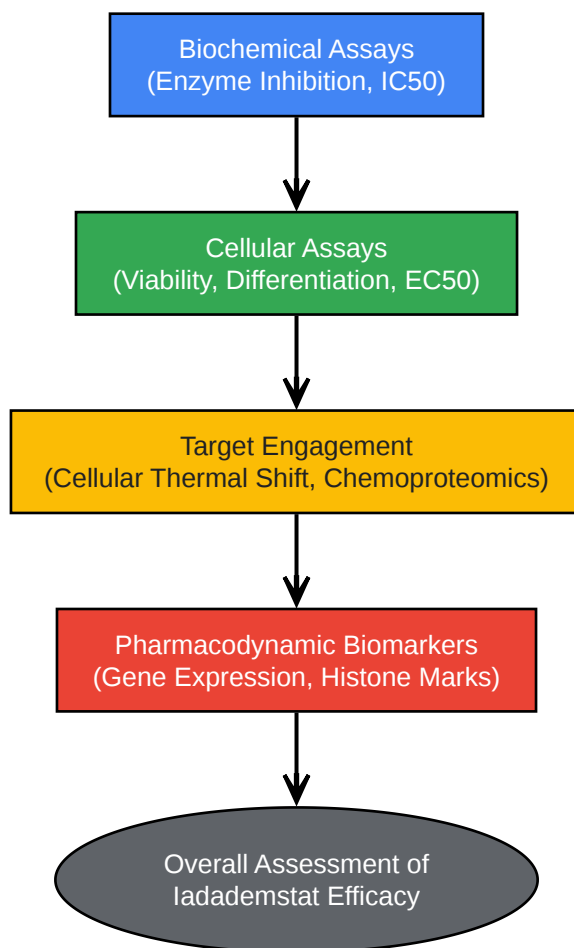 Biochemical Assays
(Enzyme Inhibition, IC50)
Cellular Assays
(Viability, Differentiation, EC50)
Target Engagement
(Cellular Thermal Shift, Chemoproteomics)
Pharmacodynamic Biomarkers
(Gene Expression, Histone Marks)
Overall Assessment of
Iadademstat Efficacy